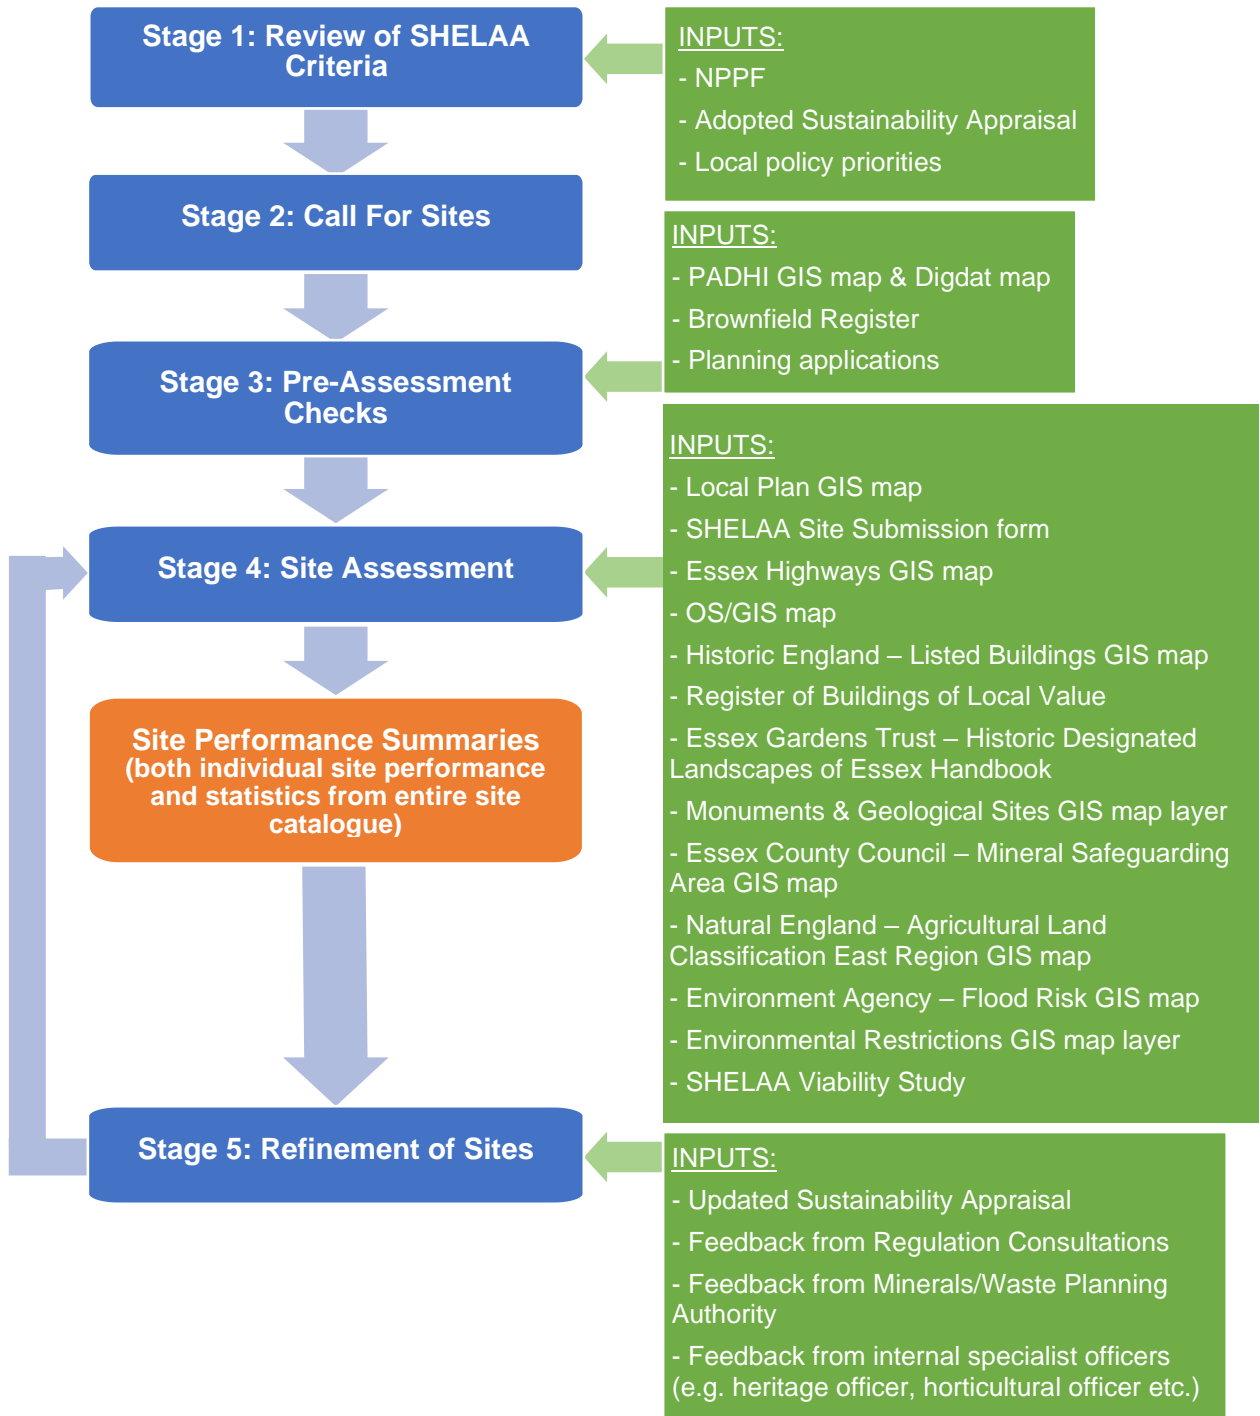 Stage 1: Review of SHELAA
Criteria
INPUTS:
- NPPF
- Adopted Sustainability Appraisal
- Local policy priorities
Stage 2: Call For Sites
INPUTS:
- PADHI GIS map & Digdat map
- Brownfield Register
- Planning applications
Stage 3: Pre-Assessment
Checks
INPUTS:
- Local Plan GIS map
- SHELAA Site Submission form
- Essex Highways GIS map
- OS/GIS map
- Historic England – Listed Buildings GIS map
- Register of Buildings of Local Value
- Essex Gardens Trust – Historic Designated
Landscapes of Essex Handbook
- Monuments & Geological Sites GIS map layer
- Essex County Council – Mineral Safeguarding
Area GIS map
- Natural England – Agricultural Land
Classification East Region GIS map
- Environment Agency – Flood Risk GIS map
- Environmental Restrictions GIS map layer
- SHELAA Viability Study
Stage 4: Site Assessment
Site Performance Summaries
(both individual site performance
and statistics from entire site
catalogue)
Stage 5: Refinement of Sites
INPUTS:
- Updated Sustainability Appraisal
- Feedback from Regulation Consultations
- Feedback from Minerals/Waste Planning
Authority
- Feedback from internal specialist officers
(e.g. heritage officer, horticultural officer etc.)